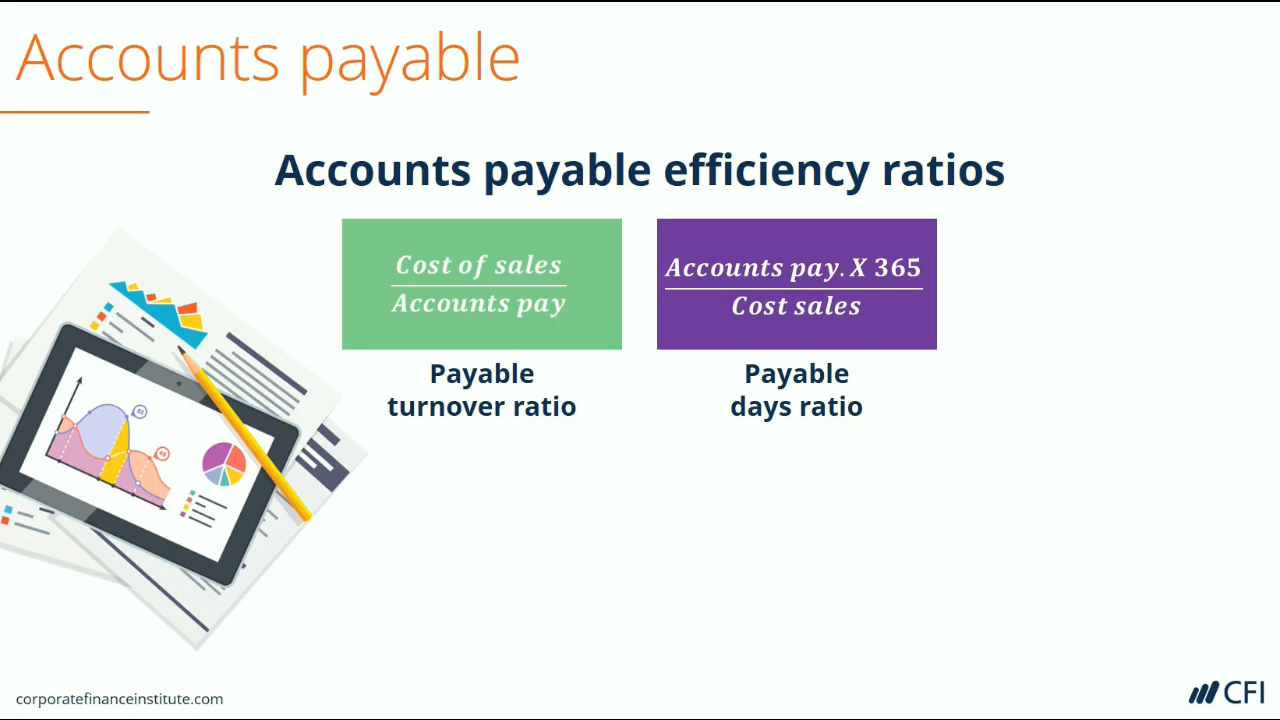 Accounts payable
Accounts payable efficiency ratios
Cost of sales
Accounts pay
Payable
turnover ratio
Accounts pay. X 365
Cost sales
Payable
days ratio
corporatefinanceinstitute.com
CFI